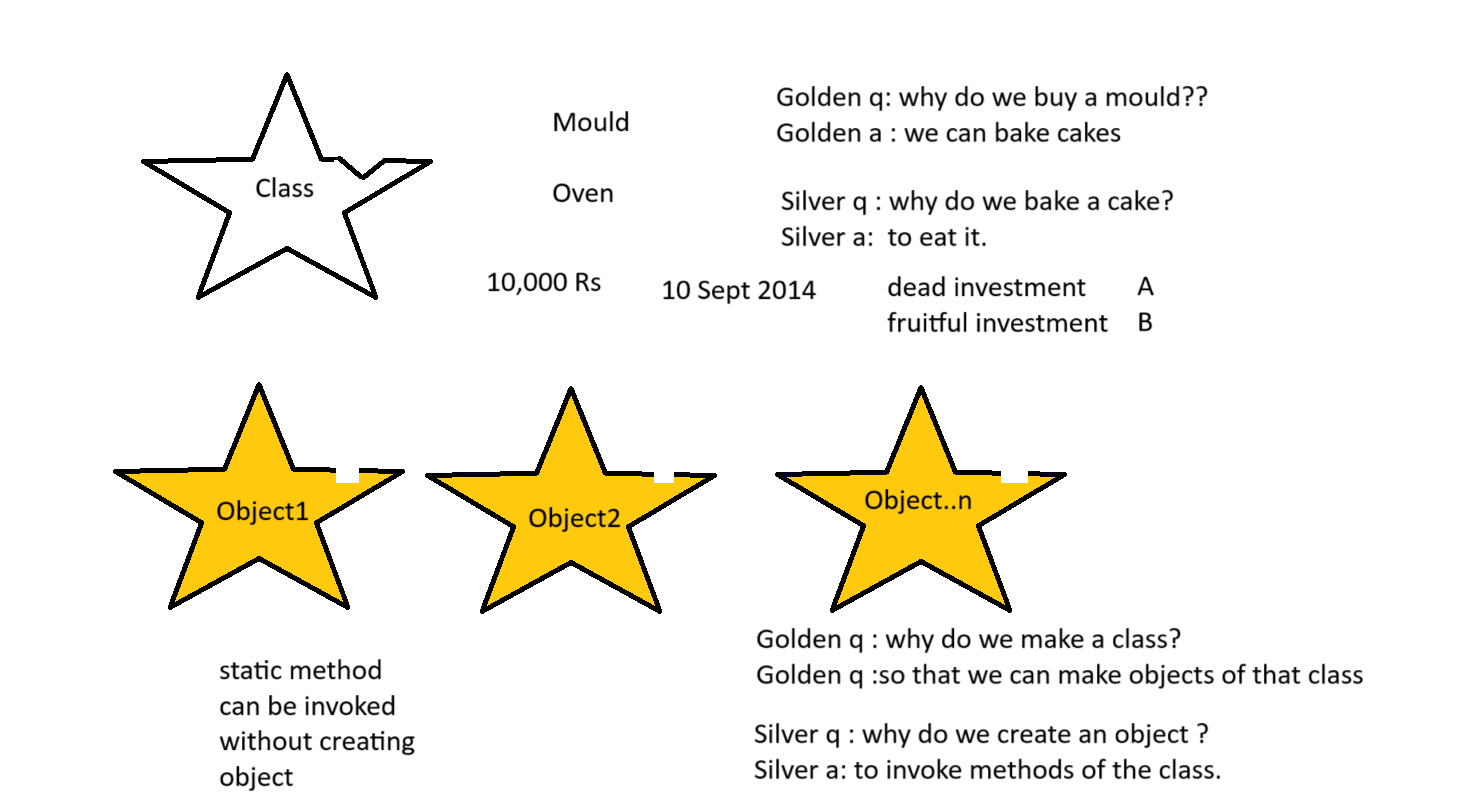 Golden q: why do we buy a mould??
Mould
Golden a : we can bake cakes
Class
Oven
Silver q : why do we bake a cake?
Silver a:  to eat it.
10,000 Rs
10 Sept 2014
dead investment A
fruitful investment B
Object1
Object2
Object..n
Golden q : why do we make a class?
Golden q :so that we can make objects of that class
static method
can be invoked
without creating
object
Silver q : why do we create an object ?
Silver a: to invoke methods of the class.